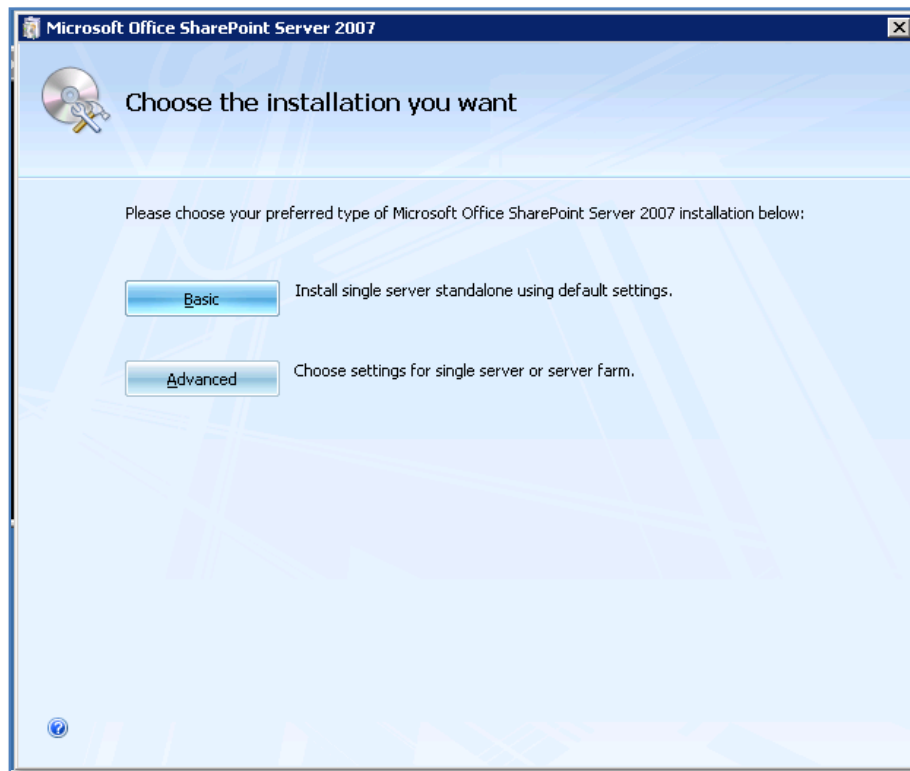 Microsoft Office SharePoint Server 2007
Choose the installation you want
Please choose your preferred type of Microsoft Office SharePoint Server 2007 installation below:
Basic
Install single server standalone using default settings.
Advanced
Choose settings for single server or server farm.